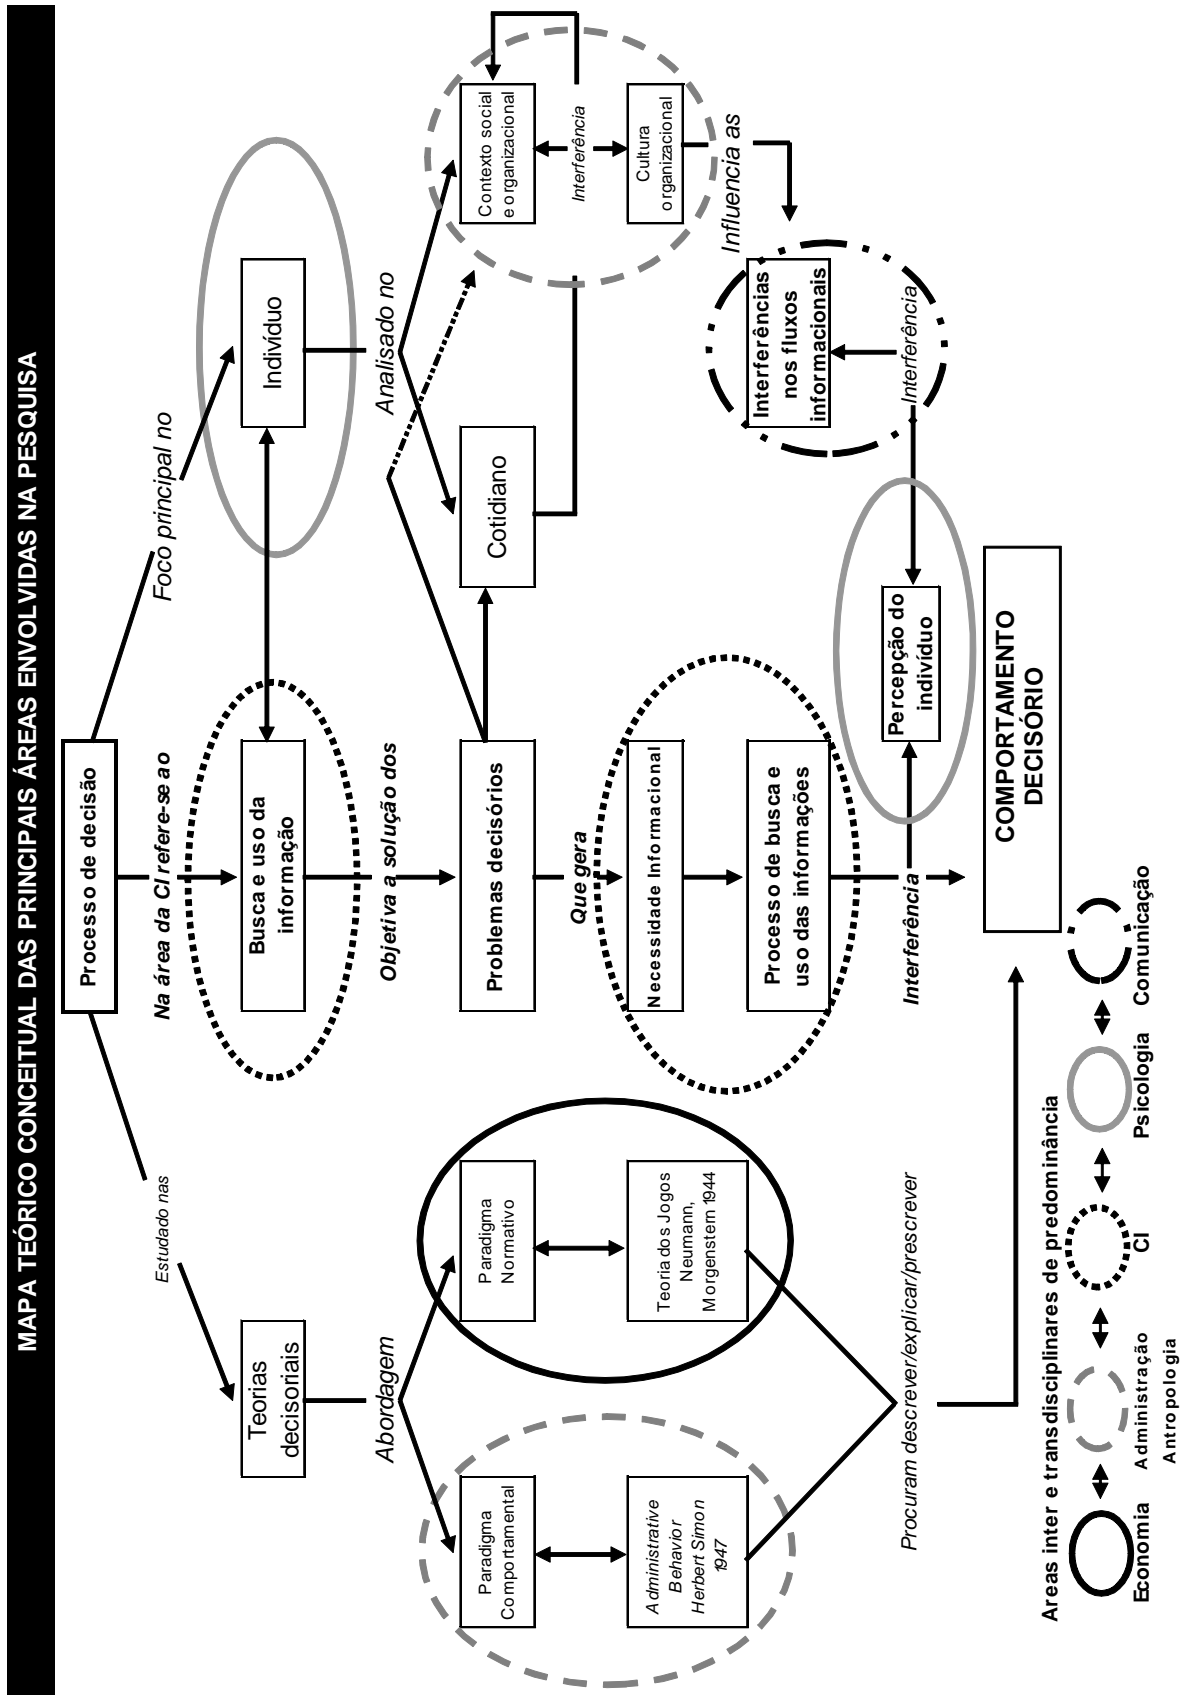 MAPA TEÓRICO CONCEITUAL DAS PRINCIPAIS ÁREAS ENVOLVIDAS NA PESQUISA
Processo de decisão
Estudado nas
Na área da CI refere-se ao
Foco principal no
Teorias
decisoriais
Busca e uso da
informação
Indivíduo
Abordagem
Objetiva a solução dos
Analisado no
Paradigma
Comportamental
Paradigma
Normativo
Problemas decisórios
Cotidiano
Contexto social
e organizacional
Que gera
Interferência
Administrative
Behavior
Herbert Simon
1947
Teoria dos Jogos
Neumann,
Morgenstem 1944
Necessidade Informacional
Cultura
organizacional
Influencia as
Processo de busca e
uso das informações
Interferências
nos fluxos
informacionais
Procuram descrever/explicar/prescrever
Interferência
Percepção do
indivíduo
Interferência
COMPORTAMENTO
DECISÓRIO
Areas inter e transdisciplinares de predominância
Economia
Administração
Antropologia
CI
Psicologia
Comunicação